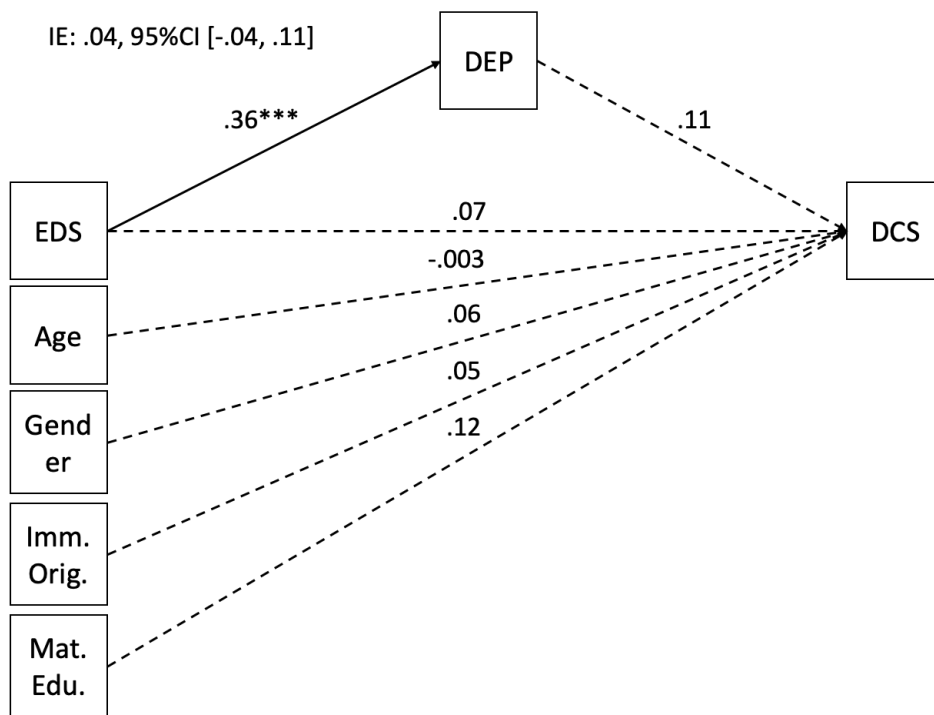 IE: .04, 95%CI [-.04, .11]
DEP
.36***
.11
EDS
.07
DCS
-.003
Age
.06
Gend
er
.05
.12
Imm.
Orig.
Mat.
Edu.